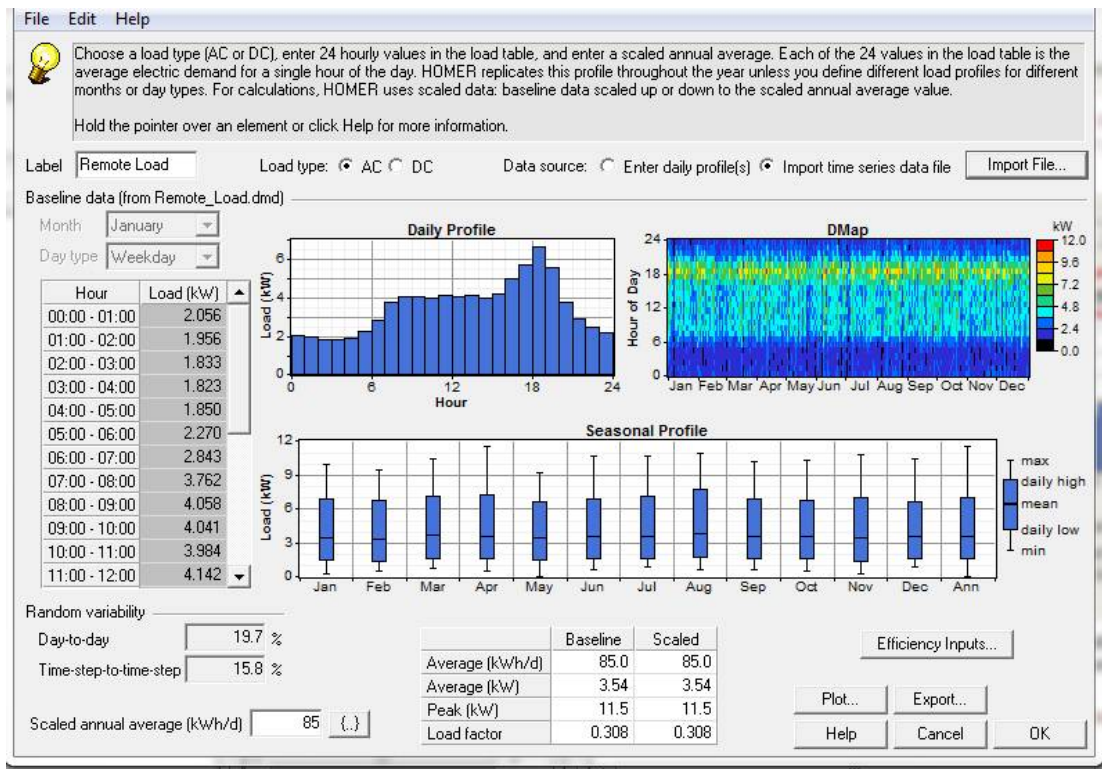 File Edit Help
Choose a load type (AC or DC), enter 24 hourly values in the load table, and enter a scaled annual average. Each of the 24 values in the load table is the
average electric demand for a single hour of the day. HOMER replicates this profile throughout the year unless you define different load profiles for different
months or day types. For calculations, HOMER uses scaled data: baseline data scaled up or down to the scaled annual average value.
Hold the pointer over an element or click Help for more information.
Label Remote Load Load type: AC DC Data source: Enter daily profile(s) Import time series data file Import File...
Baseline data (from Remote_Load.dmd)
Month January
Day type Weekday
Hour Load (kW)
00:00 - 01:00 2.056
01:00 - 02:00 1.956
02:00 - 03:00 1.833
03:00 - 04:00 1.823
04:00 - 05:00 1.850
05:00 - 06:00 2.270
06:00 - 07:00 2.843
07:00 - 08:00 3.762
08:00 - 09:00 4.058
09:00 - 10:00 4.041
10:00 - 11:00 3.984
11:00 - 12:00 4.142
Daily Profile
Load (kW)
6
4
2
0
0 6 12 18 24
Hour
DMap
Hour of Day
24
18
12
6
0
Jan Feb Mar Apr May Jun Jul Aug Sep Oct Nov Dec
kW
12.0
9.6
7.2
4.8
2.4
0.0
Seasonal Profile
Load (kW)
12
9
6
3
0
Jan Feb Mar Apr May Jun Jul Aug Sep Oct Nov Dec Ann
max
daily high
mean
daily low
min
Random variability
Day-to-day 19.7 %
Time-step-to-time-step 15.8 %
Scaled annual average (kWh/d) 85 {..}
Baseline Scaled
Average (kWh/d) 85.0 85.0
Average (kW) 3.54 3.54
Peak (kW) 11.5 11.5
Load factor 0.308 0.308
Efficiency Inputs...
Plot... Export...
Help Cancel OK